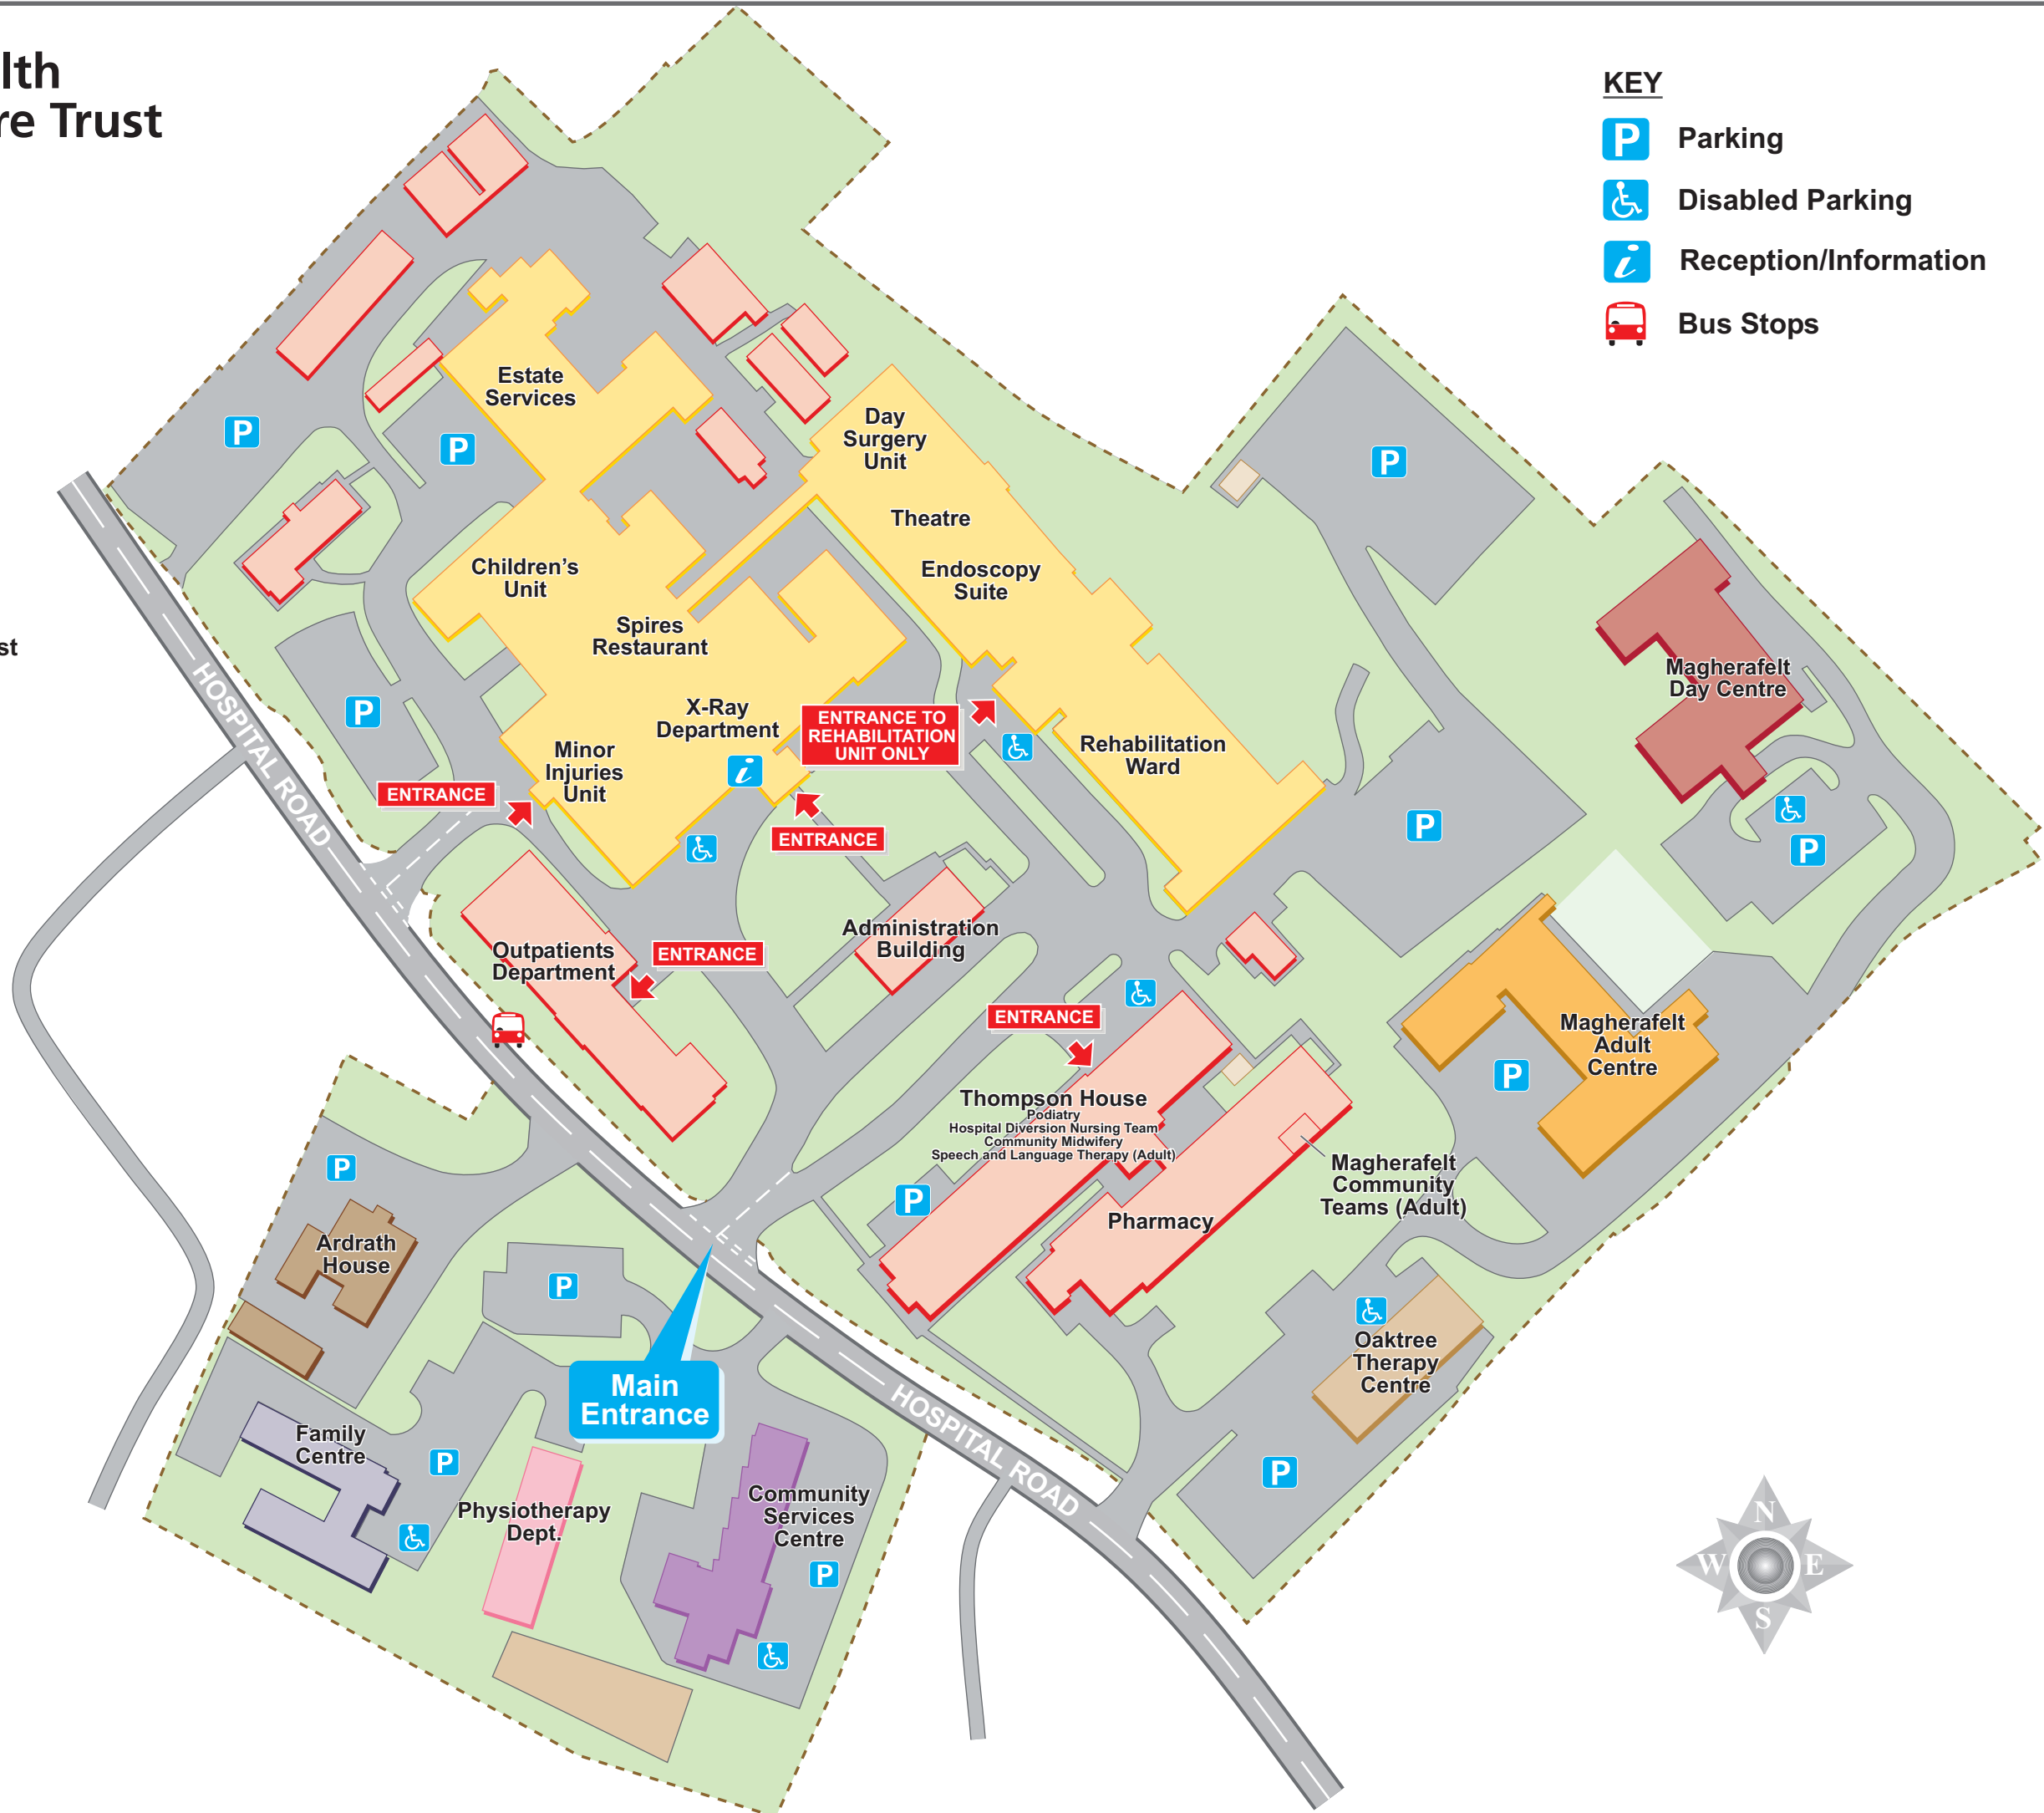 lth
re Trust
KEY
P Parking
Disabled Parking
i Reception/Information
Bus Stops
st
Estate
Services
P
P
Day
Surgery
Unit
Theatre
Endoscopy
Suite
P
Children's
Unit
Spires
Restaurant
X-Ray
Department
Minor
Injuries
Unit
i
P
HOSPITAL ROAD
ENTRANCE
ENTRANCE TO
REHABILITATION
UNIT ONLY
ENTRANCE
Rehabilitation
Ward
P
Magherafelt
Day Centre
P
Outpatients
Department
ENTRANCE
Administration
Building
ENTRANCE
Thompson House
Podiatry
Hospital Diversion Nursing Team
Community Midwifery
Speech and Language Therapy (Adult)
P
Pharmacy
Magherafelt
Community
Teams (Adult)
Magherafelt
Adult
Centre
P
P
Ardrath
House
P
Main
Entrance
Oaktree
Therapy
Centre
P
HOSPITAL ROAD
Family
Centre
P
Physiotherapy
Dept.
Community
Services
Centre
P
N
W E
S